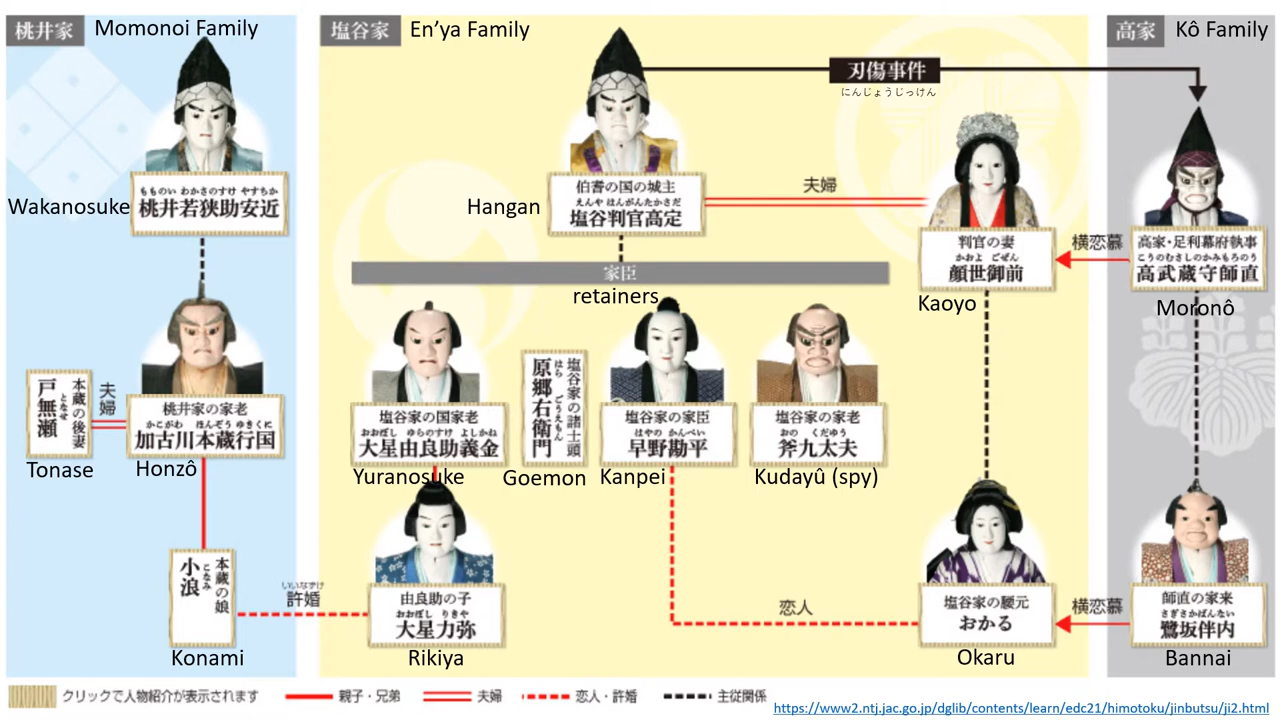 桃井家 Momonoi Family
塩谷家 En'ya Family
高家 Kô Family
刃傷事件
にんじょうじっけん
Wakanosuke
もものい わかさのすけ やすちか
桃井若狭助安近
Hangan
伯耆の国の城主
えんや はんがんたかさだ
塩谷判官高定
夫婦
判官の妻
かおよ ごぜん
顔世御前
Kaoyo
横恋慕
高家・足利幕府執事
こうのむさしのかみもろのう
高武蔵守師直
Moronô
家臣
retainers
夫婦
本蔵の後妻
となせ
戸無瀬
Tonase
桃井家の家老
かこがわ ほんぞう ゆきくに
加古川本蔵行国
Honzô
塩谷家の国家老
おおぼし ゆらのすけ よしかね
大星由良助義金
Yuranosuke
塩谷家の諸士頭
はら ごうえもん
原郷右衛門
Goemon
塩谷家の家臣
はやの かんぺい
早野勘平
Kanpei
塩谷家の家老
おの くだゆう
斧九太夫
Kudayû (spy)
本蔵の娘
こなみ
小浪
Konami
いいなずけ
許婚
由良助の子
おおぼし りきや
大星力弥
Rikiya
恋人
塩谷家の腰元
おかる
Okaru
横恋慕
師直の家来
さぎさかばんない
鷺坂伴内
Bannai
クリックで人物紹介が表示されます 親子・兄弟 夫婦 恋人・許婚 主従関係
https://www2.ntj.jac.go.jp/dglib/contents/learn/edc21/himotoku/jinbutsu/ji2.html